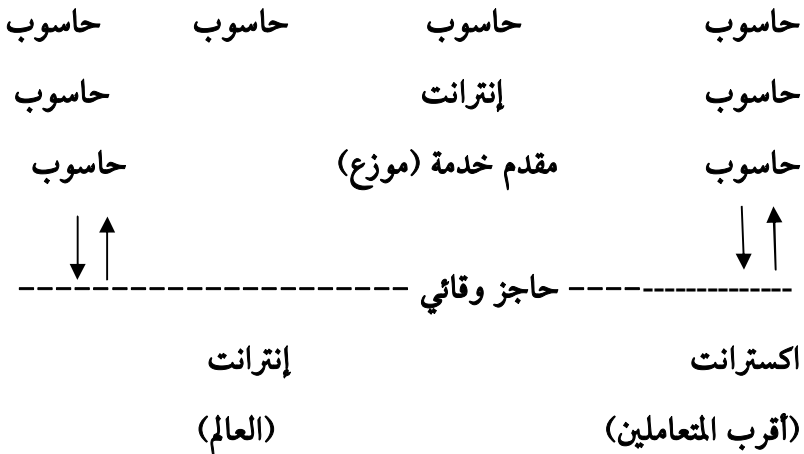 حاسوب حاسوب حاسوب حاسوب
حاسوب إنترانت حاسوب
حاسوب مقدم خدمة (موزع) حاسوب
حاجز وقائي
اكسترانت إنترانت
(أقرب المتعاملين) (العالم)